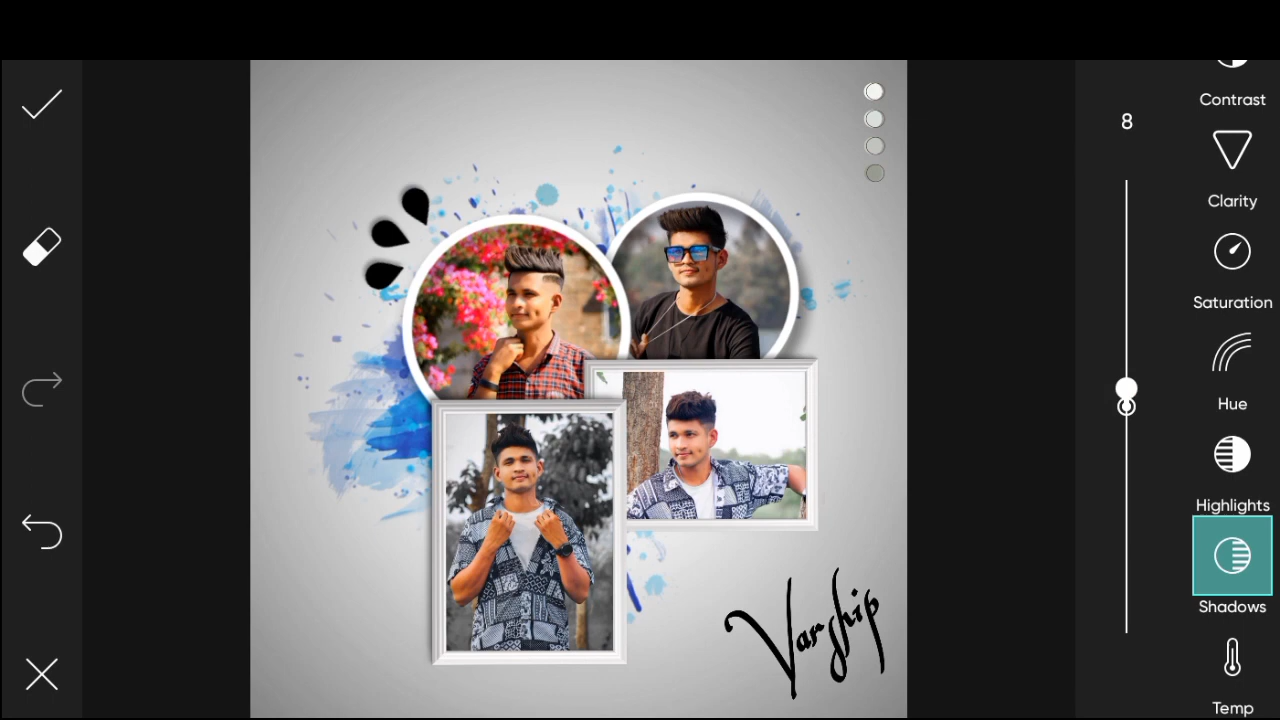 Contrast
8
Clarity
Saturation
Hue
Highlights
Shadows
Temp
Varship